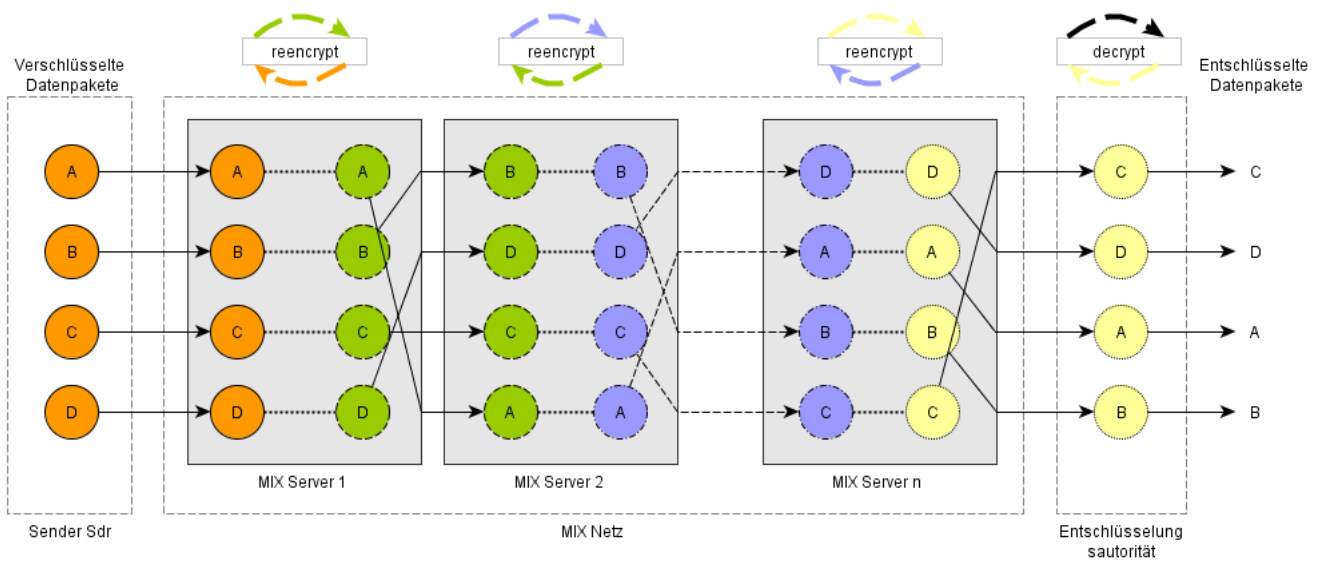 reencrypt
reencrypt
reencrypt
decrypt
Verschlüsselte
Datenpakete
Entschlüsselte
Datenpakete
A A A B B D D C C
B B B D D A A D D
C C C C C B B A A
D D D A A C C B B
MIX Server 1
MIX Server 2
MIX Server n
Sender Sdr
MIX Netz
Entschlüsselung
sautorität